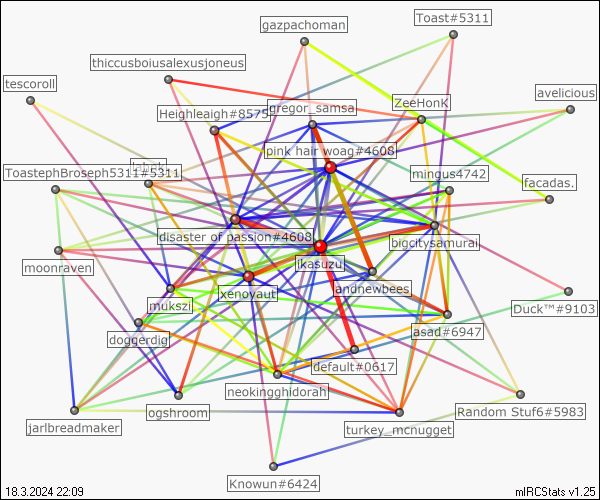 gazpachoman
Toast#5311
thiccusboiusalexusjoneus
tescoroll
avelicious
Heighleaigh#8575
gregor_samsa
ZeeHonK
pink hair woag#4608
ToastephBroseph5311#5311
mingus4742
facadas.
disaster of passion#4608
bigcitysamurai
ikasuzu
moonraven
xenoyaut
andnewbees
mukszi
Duck™#9103
doggerdig
asad#6947
default#0617
neokingghidorah
ogshroom
Random Stuf6#5983
jarlbreadmaker
turkey_mcnugget
Knowun#6424
18.3.2024 22:09
mIRCStats v1.25